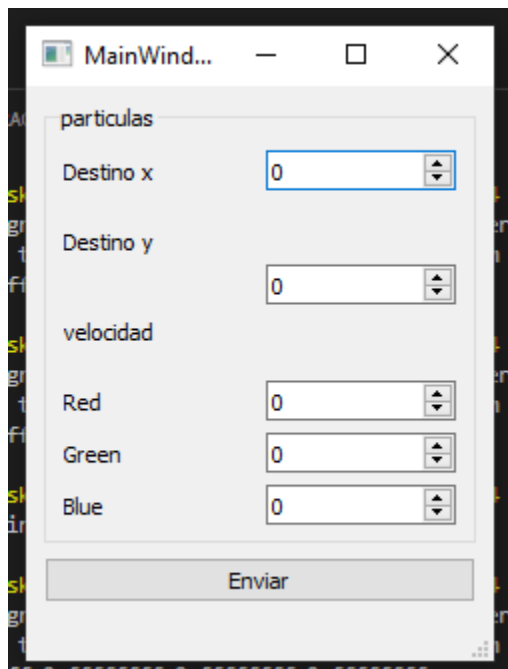 MainWind...
particulas
Destino x 0
Destino y
0
velocidad
Red 0
Green 0
Blue 0
Enviar